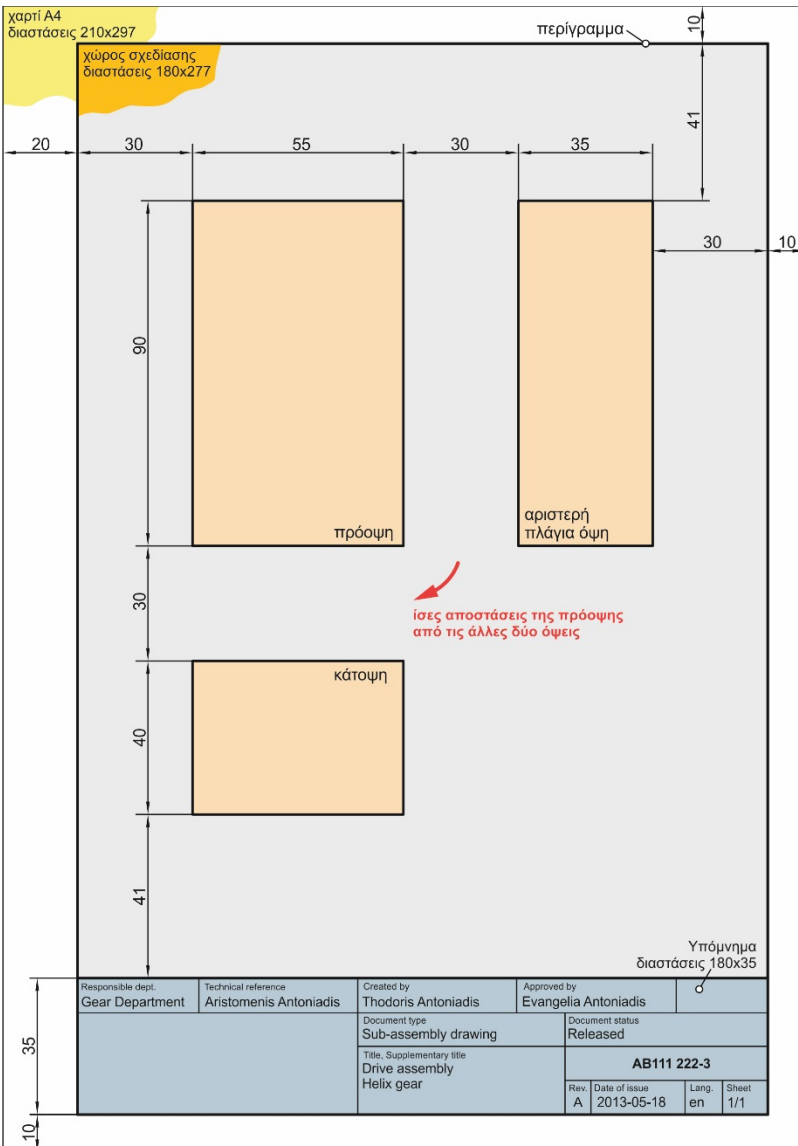 χαρτί Α4
διαστάσεις 210x297
χώρος σχεδίασης
διαστάσεις 180x277
περίγραμμα
10
41
20
30
55
30
35
30
10
90
πρόοψη
αριστερή
πλάγια όψη
30
ίσες αποστάσεις της πρόοψης
από τις άλλες δύο όψεις
κάτοψη
40
41
Υπόμνημα
διαστάσεις 180x35
35
10
Responsible dept.
Gear Department
Technical reference
Aristomenis Antoniadis
Created by
Thodoris Antoniadis
Approved by
Evangelia Antoniadis
Document type
Sub-assembly drawing
Document status
Released
Title, Supplementary title
Drive assembly
Helix gear
AB111 222-3
Rev.
A
Date of issue
2013-05-18
Lang.
en
Sheet
1/1